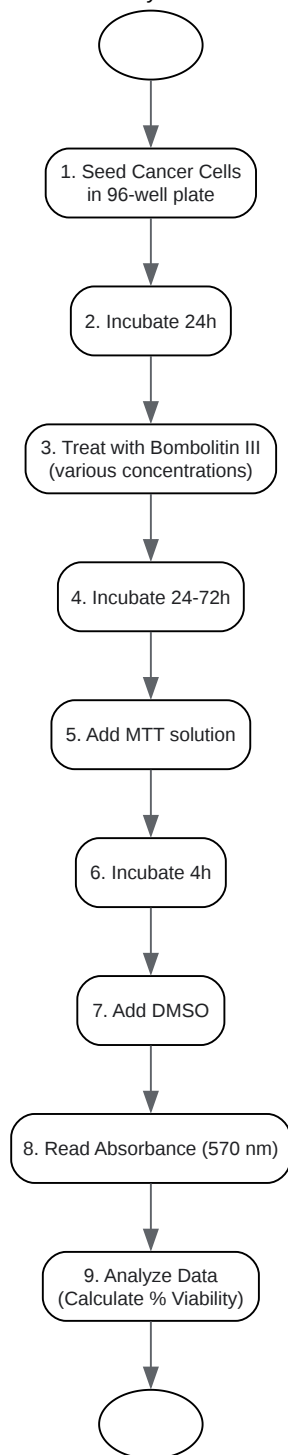 1. Seed Cancer Cells
in 96-well plate
2. Incubate 24h
3. Treat with Bombolitin III
(various concentrations)
4. Incubate 24-72h
5. Add MTT solution
6. Incubate 4h
7. Add DMSO
8. Read Absorbance (570 nm)
9. Analyze Data
(Calculate % Viability)